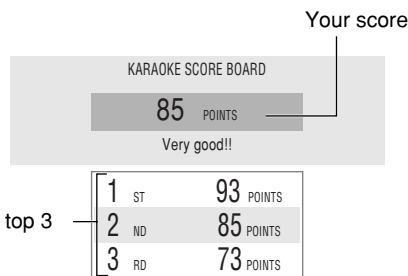 Your score
KARAOKE SCORE BOARD
85 POINTS
Very good!!
top 3
1 ST 93 POINTS
2 ND 85 POINTS
3 RD 73 POINTS